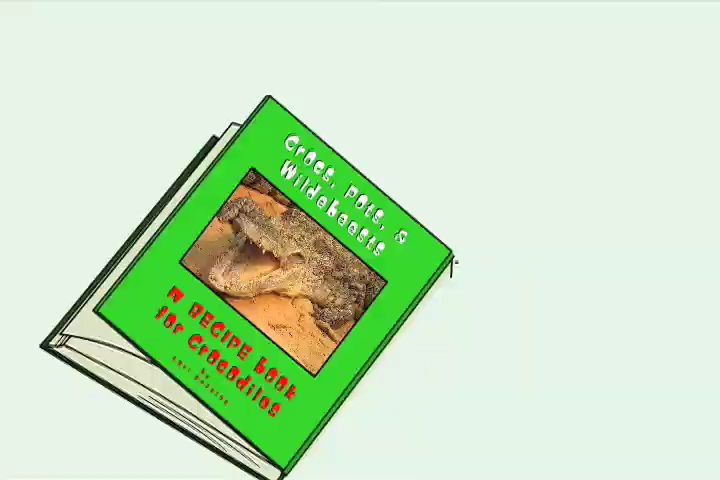 Crocs, Pots, &
Wildebeests
A RECIPE book
for Crocodiles